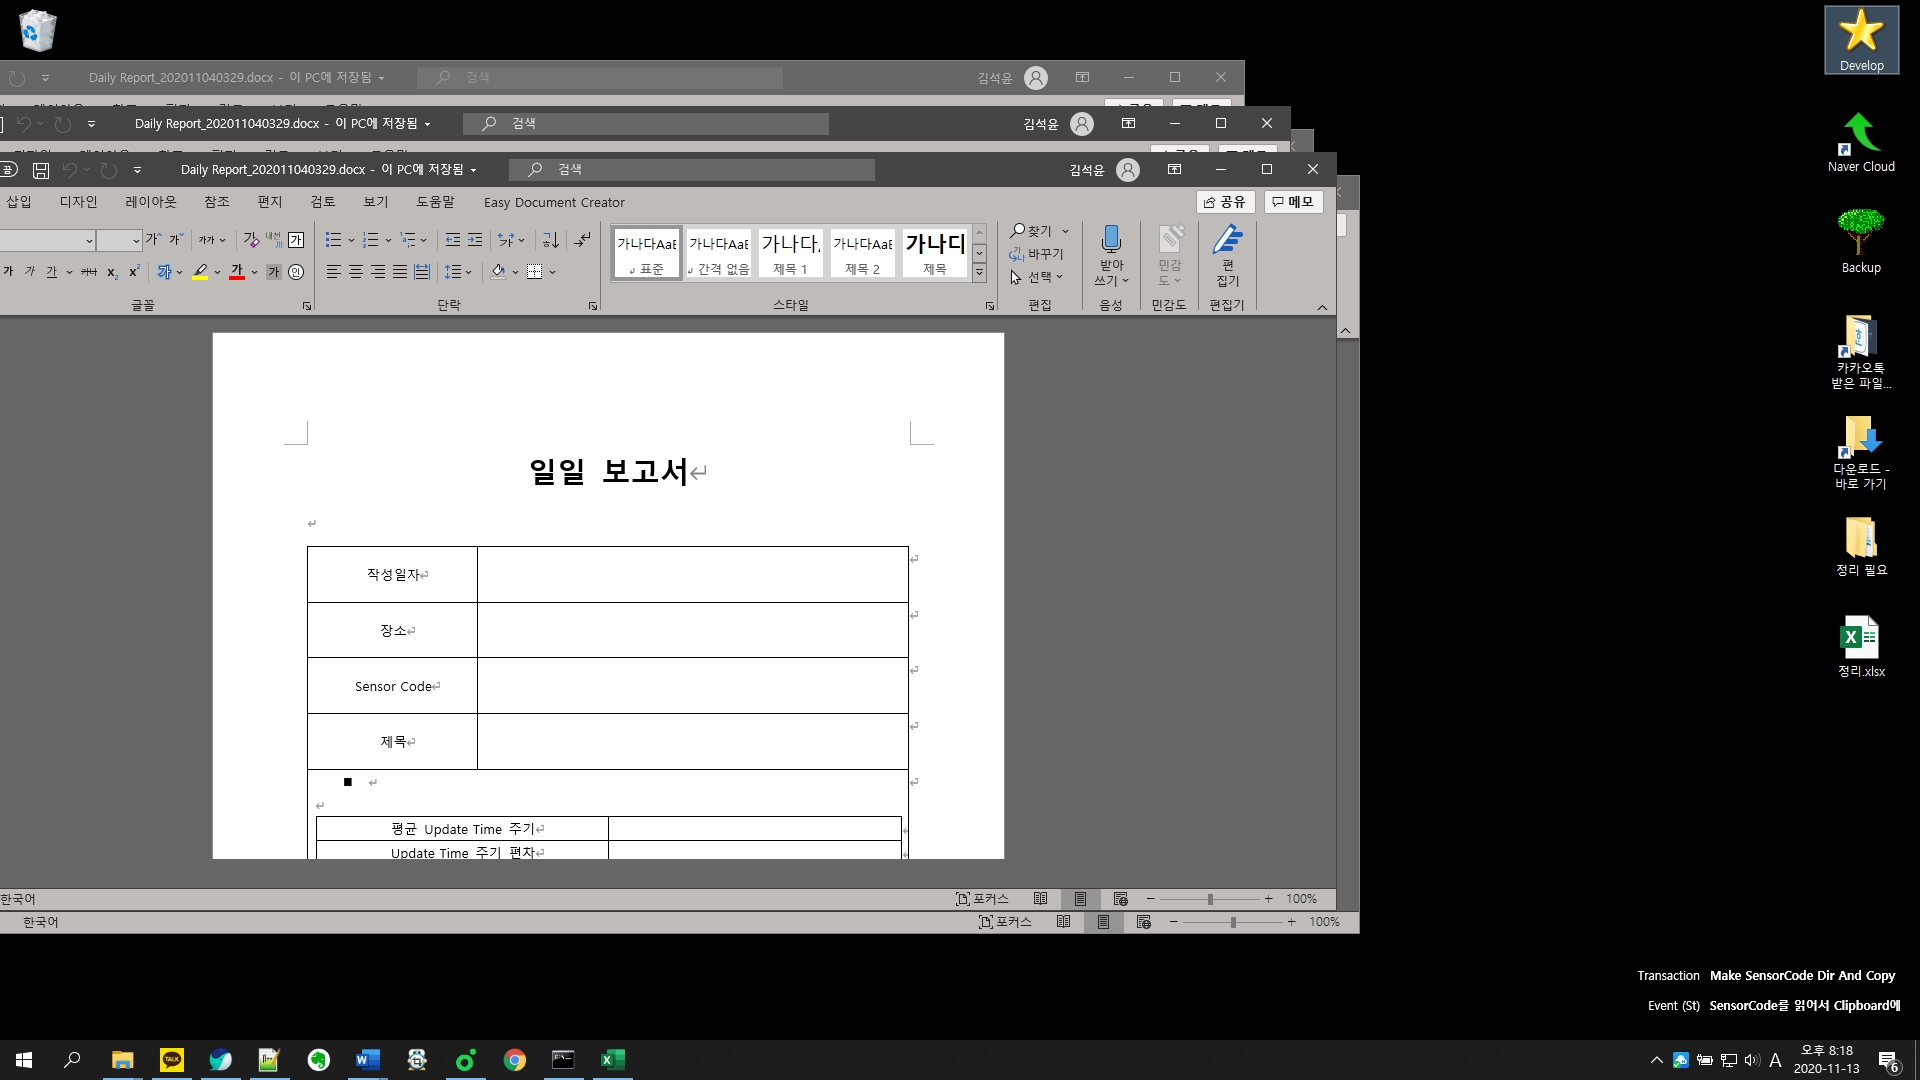 Develop
Daily Report_202011040329.docx - 이 PC에 저장됨
검색
김석윤
Daily Report_202011040329.docx - 이 PC에 저장됨
검색
김석윤
Daily Report_202011040329.docx - 이 PC에 저장됨
검색
김석윤
Naver Cloud
삽입 디자인 레이아웃 참조 편지 검토 보기 도움말 Easy Document Creator
공유 메모
가나다AaB 가나다AaB 가나다 가나다AaB 가나다
표준 간격 없음 제목 1 제목 2 제목
찾기
바꾸기
선택
받아
쓰기
민감
도
편
집기
글꼴 단락 스타일 편집 음성 민감도 편집기
Backup
카카오톡
받은 파일...
다운로드 -
바로 가기
정리 필요
정리.xlsx
일일 보고서
작성일자
장소
Sensor Code
제목
평균 Update Time 주기
Update Time 주기 편차
한국어 포커스 100%
한국어 포커스 100%
Transaction Make SensorCode Dir And Copy
Event (St) SensorCode를 읽어서 Clipboard에
TALK
A
오후 8:18
2020-11-13
6